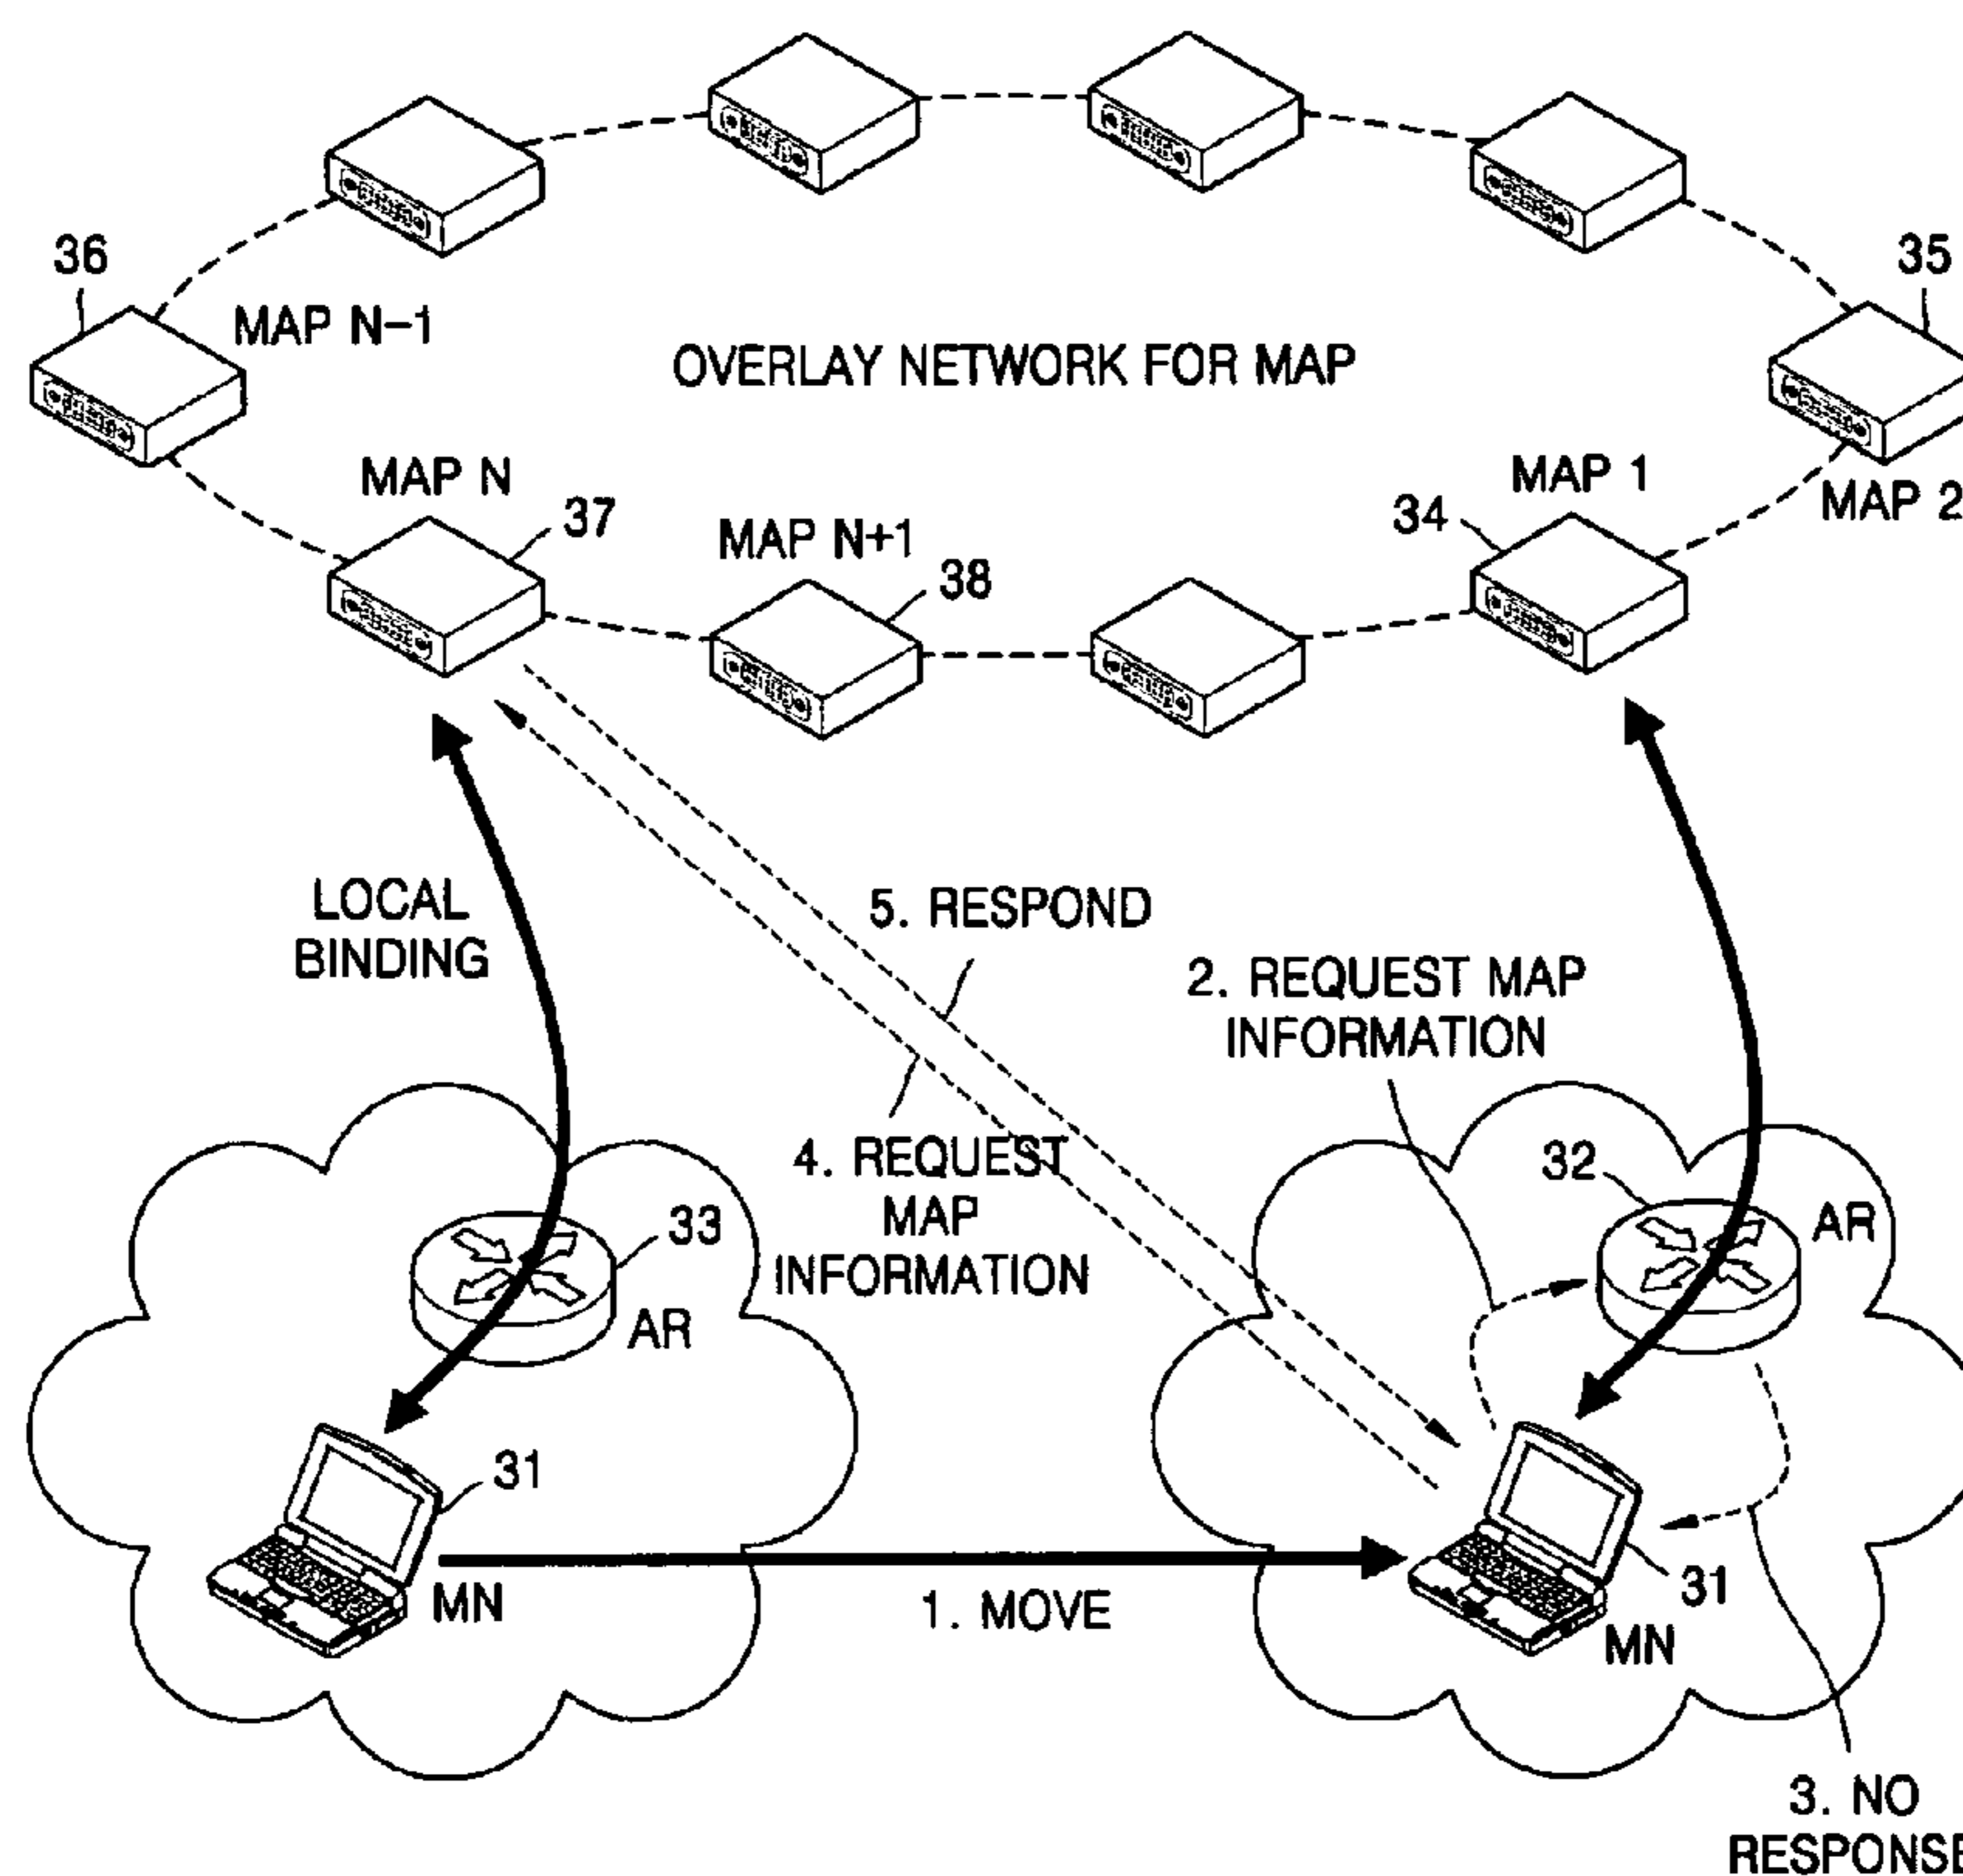 36
MAP N-1
35
OVERLAY NETWORK FOR MAP
MAP N
37
MAP N+1
38
34
MAP 1
MAP 2
LOCAL
BINDING
5. RESPOND
2. REQUEST MAP
INFORMATION
4. REQUEST
MAP
INFORMATION
33
AR
32
AR
31
MN
1. MOVE
31
MN
3. NO
RESPONSE